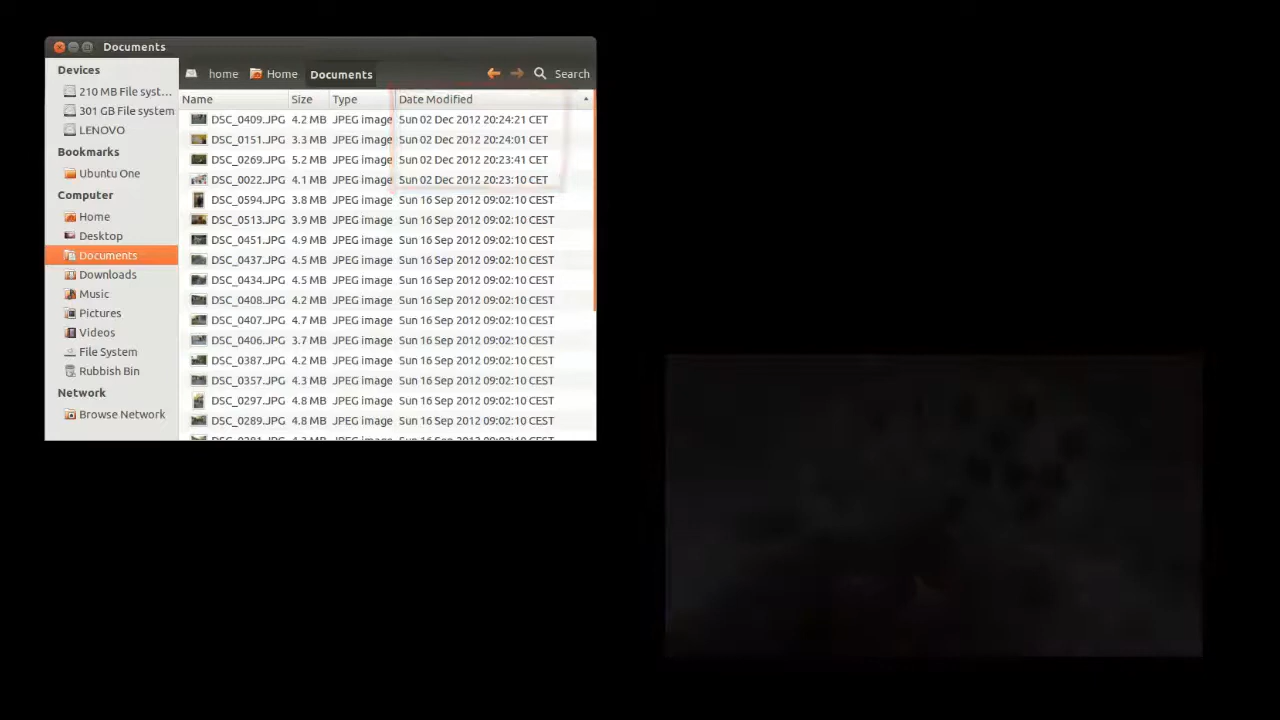 Documents
Devices
210 MB File syst...
301 GB File system
LENOVO
Bookmarks
Ubuntu One
Computer
Home
Desktop
Documents
Downloads
Music
Pictures
Videos
File System
Rubbish Bin
Network
Browse Network
home Home Documents Search
Name Size Type Date Modified
DSC_0409.JPG 4.2 MB JPEG image Sun 02 Dec 2012 20:24:21 CET
DSC_0151.JPG 3.3 MB JPEG image Sun 02 Dec 2012 20:24:01 CET
DSC_0269.JPG 5.2 MB JPEG image Sun 02 Dec 2012 20:23:41 CET
DSC_0022.JPG 4.1 MB JPEG image Sun 02 Dec 2012 20:23:10 CET
DSC_0594.JPG 3.8 MB JPEG image Sun 16 Sep 2012 09:02:10 CEST
DSC_0513.JPG 3.9 MB JPEG image Sun 16 Sep 2012 09:02:10 CEST
DSC_0451.JPG 4.9 MB JPEG image Sun 16 Sep 2012 09:02:10 CEST
DSC_0437.JPG 4.5 MB JPEG image Sun 16 Sep 2012 09:02:10 CEST
DSC_0434.JPG 4.5 MB JPEG image Sun 16 Sep 2012 09:02:10 CEST
DSC_0408.JPG 4.2 MB JPEG image Sun 16 Sep 2012 09:02:10 CEST
DSC_0407.JPG 4.7 MB JPEG image Sun 16 Sep 2012 09:02:10 CEST
DSC_0406.JPG 3.7 MB JPEG image Sun 16 Sep 2012 09:02:10 CEST
DSC_0387.JPG 4.2 MB JPEG image Sun 16 Sep 2012 09:02:10 CEST
DSC_0357.JPG 4.3 MB JPEG image Sun 16 Sep 2012 09:02:10 CEST
DSC_0297.JPG 4.8 MB JPEG image Sun 16 Sep 2012 09:02:10 CEST
DSC_0289.JPG 4.8 MB JPEG image Sun 16 Sep 2012 09:02:10 CEST